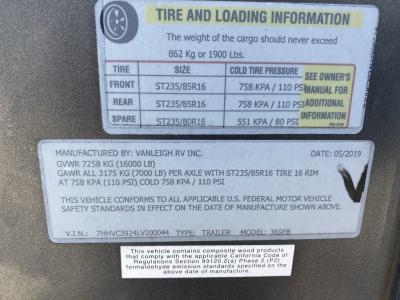 TIRE AND LOADING INFORMATION
The weight of the cargo should never exceed
862 Kg or 1900 Lbs.
TIRE SIZE COLD TIRE PRESSURE
FRONT ST235/85R16 758 KPA / 110 PSI
REAR ST235/85R16 758 KPA / 110 PSI
SPARE ST235/80R16 551 KPA / 80 PSI
SEE OWNER'S
MANUAL FOR
ADDITIONAL
INFORMATION
MANUFACTURED BY: VANLEIGH RV INC. DATE: 05/2019
GVWR 7258 KG (16000 LB)
GAWR ALL 3175 KG (7000 LB) PER AXLE WITH ST235/85R16 TIRE 16 RIM
AT 758 KPA (110 PSI) COLD 758 KPA / 110 PSI
THIS VEHICLE CONFORMS TO ALL APPLICABLE U.S. FEDERAL MOTOR VEHICLE
SAFETY STANDARDS IN EFFECT ON DATE OF MANUFACTURE SHOWN ABOVE.
V.I.N.: 7HHVC3924LV200044 TYPE: TRAILER MODEL: 369FB
This vehicle contains composite wood products
that comply with the applicable California Code of
Regulations Section 93120.2(a) Phase 2 (P2)
formaldehyde emission standards specified on the
above date of manufacture.